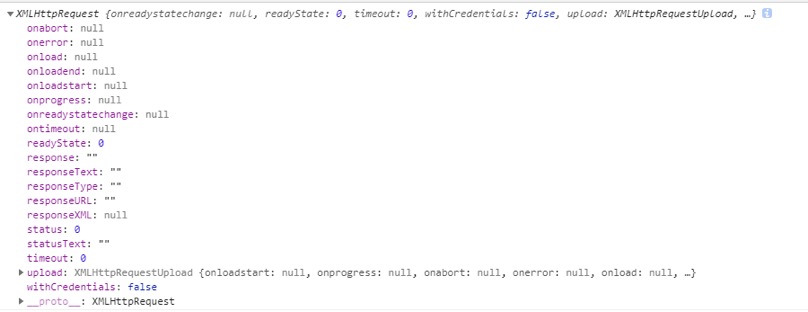 ▼XMLHttpRequest {onreadystatechange: null, readyState: 0, timeout: 0, withCredentials: false, upload: XMLHttpRequestUpload, …} i
onabort: null
onerror: null
onload: null
onloadend: null
onloadstart: null
onprogress: null
onreadystatechange: null
ontimeout: null
readyState: 0
response: ""
responseText: ""
responseType: ""
responseURL: ""
responseXML: null
status: 0
statusText: ""
timeout: 0
▶upload: XMLHttpRequestUpload {onloadstart: null, onprogress: null, onabort: null, onerror: null, onload: null, …}
withCredentials: false
▶__proto__: XMLHttpRequest